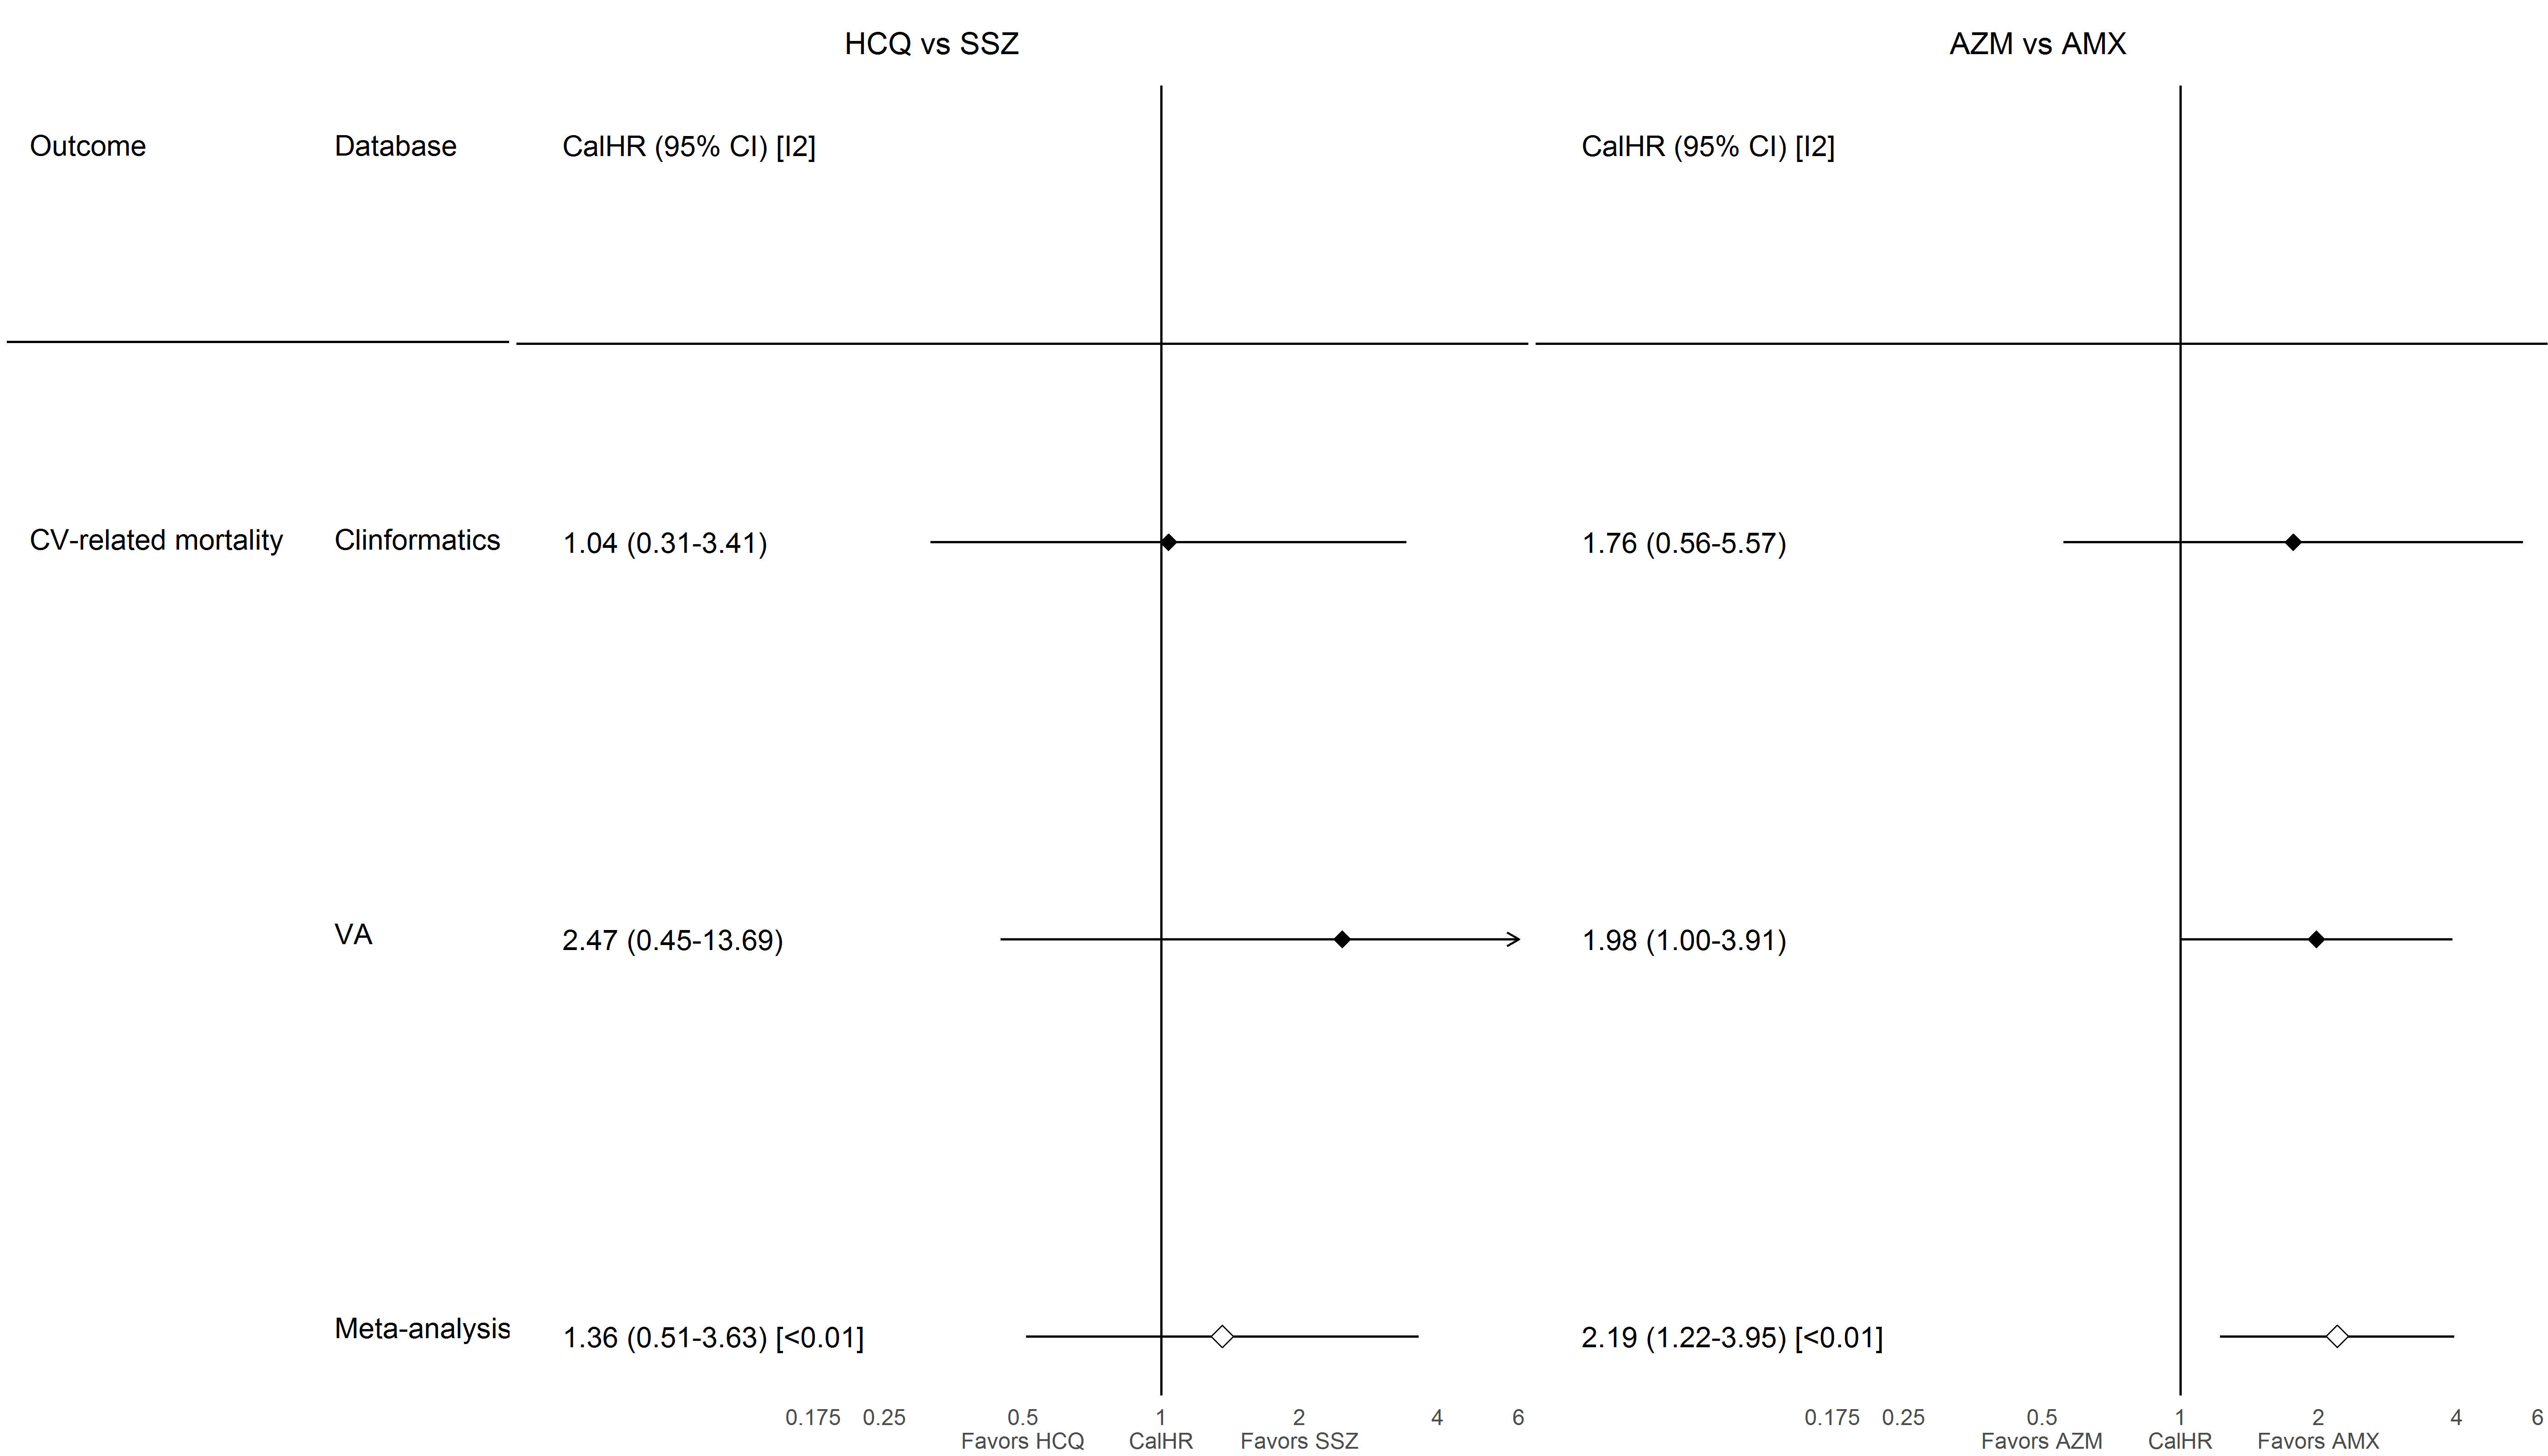 HCQ vs SSZ AZM vs AMX
Outcome Database CalHR (95% CI) [I2] CalHR (95% CI) [I2]
CV-related mortality Clinformatics 1.04 (0.31-3.41) 1.76 (0.56-5.57)
VA 2.47 (0.45-13.69) 1.98 (1.00-3.91)
Meta-analysis 1.36 (0.51-3.63) [<0.01] 2.19 (1.22-3.95) [<0.01]
0.175 0.25 0.5 1 2 4 6 0.175 0.25 0.5 1 2 4 6
Favors HCQ CalHR Favors SSZ Favors AZM CalHR Favors AMX